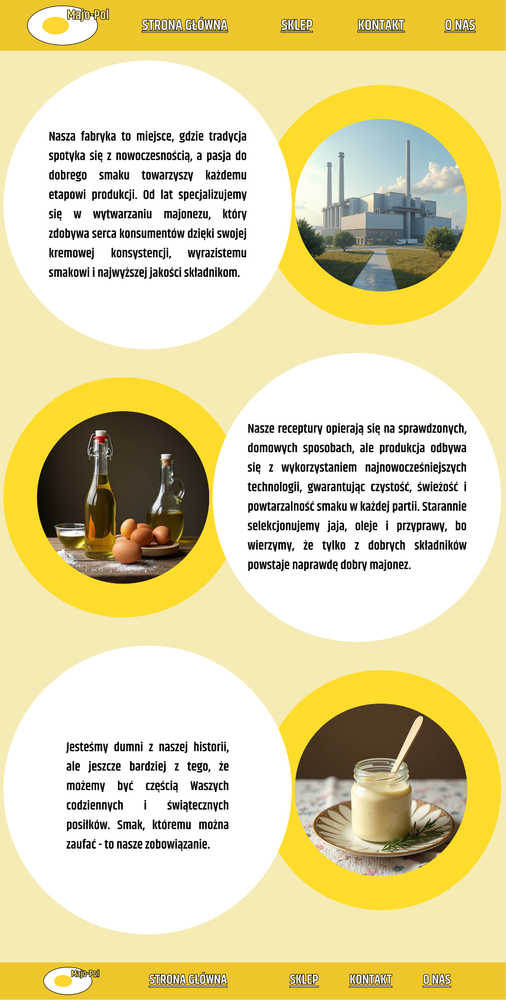 Majo-Pol
STRONA GŁÓWNA
SKLEP
KONTAKT
O NAS
Nasza fabryka to miejsce, gdzie tradycja
spotyka się z nowoczesnością, a pasja do
dobrego smaku towarzyszy każdemu
etapowi produkcji. Od lat specjalizujemy
się w wytwarzaniu majonezu, który
zdobywa serca konsumentów dzięki swojej
kremowej konsystencji, wyrazistemu
smakowi i najwyższej jakości składnikom.
Nasze receptury opierają się na sprawdzonych,
domowych sposobach, ale produkcja odbywa
się z wykorzystaniem najnowocześniejszych
technologii, gwarantując czystość, świeżość i
powtarzalność smaku w każdej partii. Starannie
selekcjonujemy jaja, oleje i przyprawy, bo
wierzymy, że tylko z dobrych składników
powstaje naprawdę dobry majonez.
Jesteśmy dumni z naszej historii,
ale jeszcze bardziej z tego, że
możemy być częścią Waszych
codziennych i świątecznych
posiłków. Smak, któremu można
zaufać - to nasze zobowiązanie.
Majo-Pol
STRONA GŁÓWNA
SKLEP
KONTAKT
O NAS